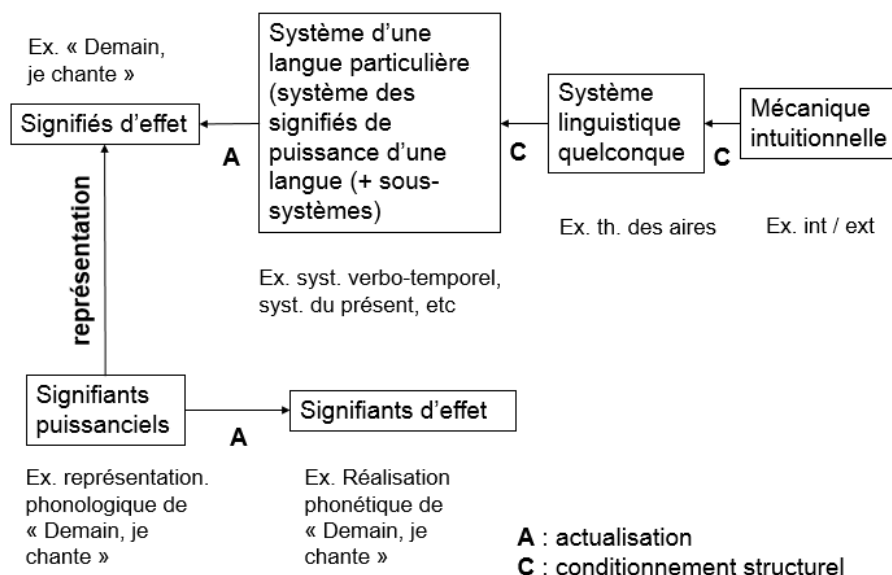 Ex. « Demain,
je chante »
Signifiés d’effet
A
Système d’une
langue particulière
(système des
signifiés de
puissance d’une
langue (+ sous-
systèmes)
Ex. syst. verbo-temporel,
syst. du présent, etc
C
Système
linguistique
quelconque
Ex. th. des aires
C
Mécanique
intuitionnelle
Ex. int / ext
représentation
Signifiants
puissanciels
Ex. représentation.
phonologique de
« Demain, je
chante »
A
Signifiants d’effet
Ex. Réalisation
phonétique de
« Demain, je
chante »
A : actualisation
C : conditionnement structurel